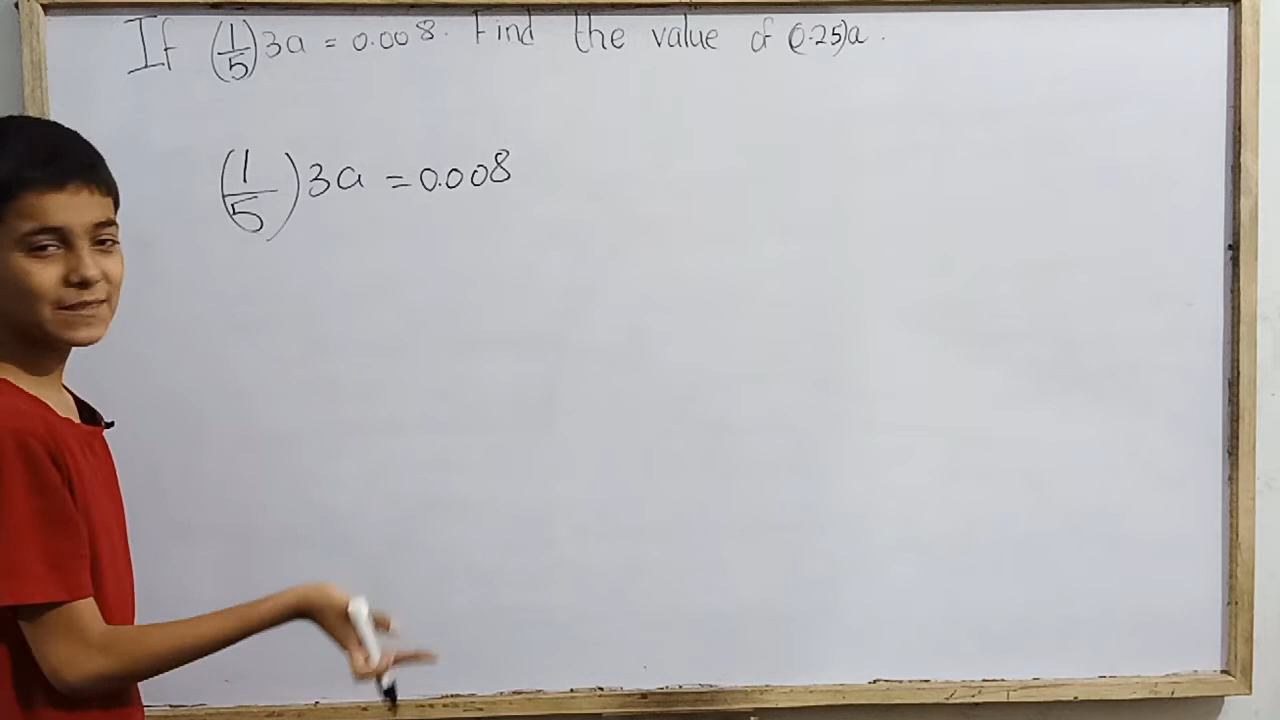 If (1/5)3a = 0.008. Find the value of (0.25)a.
(1/5)3a = 0.008